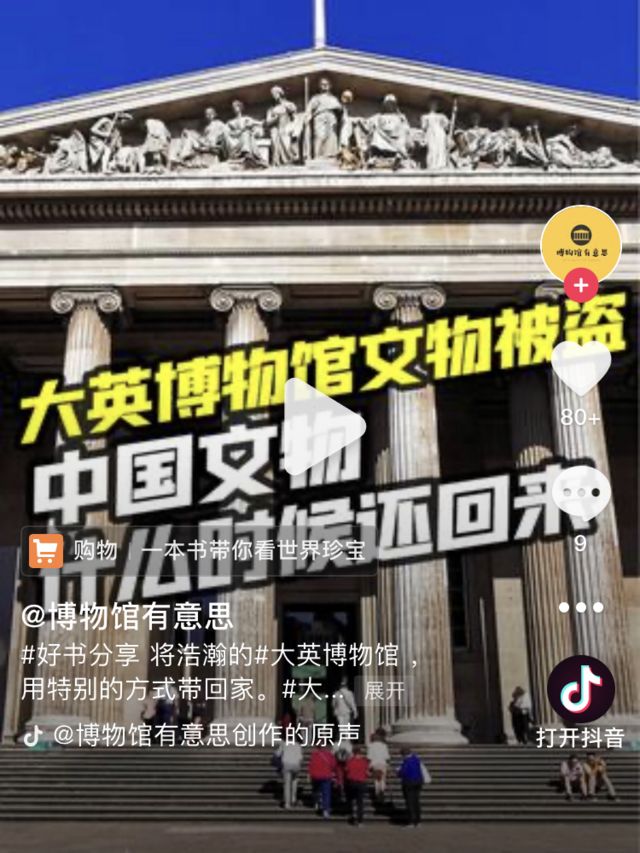 博物馆有意思
大英博物馆文物被盗
80+
中国文物
什么时候还回来
9
购物 | 一本书带你看世界珍宝
@博物馆有意思
#好书分享 将浩瀚的#大英博物馆，
用特别的方式带回家。#大... 展开
@博物馆有意思创作的原声
打开抖音